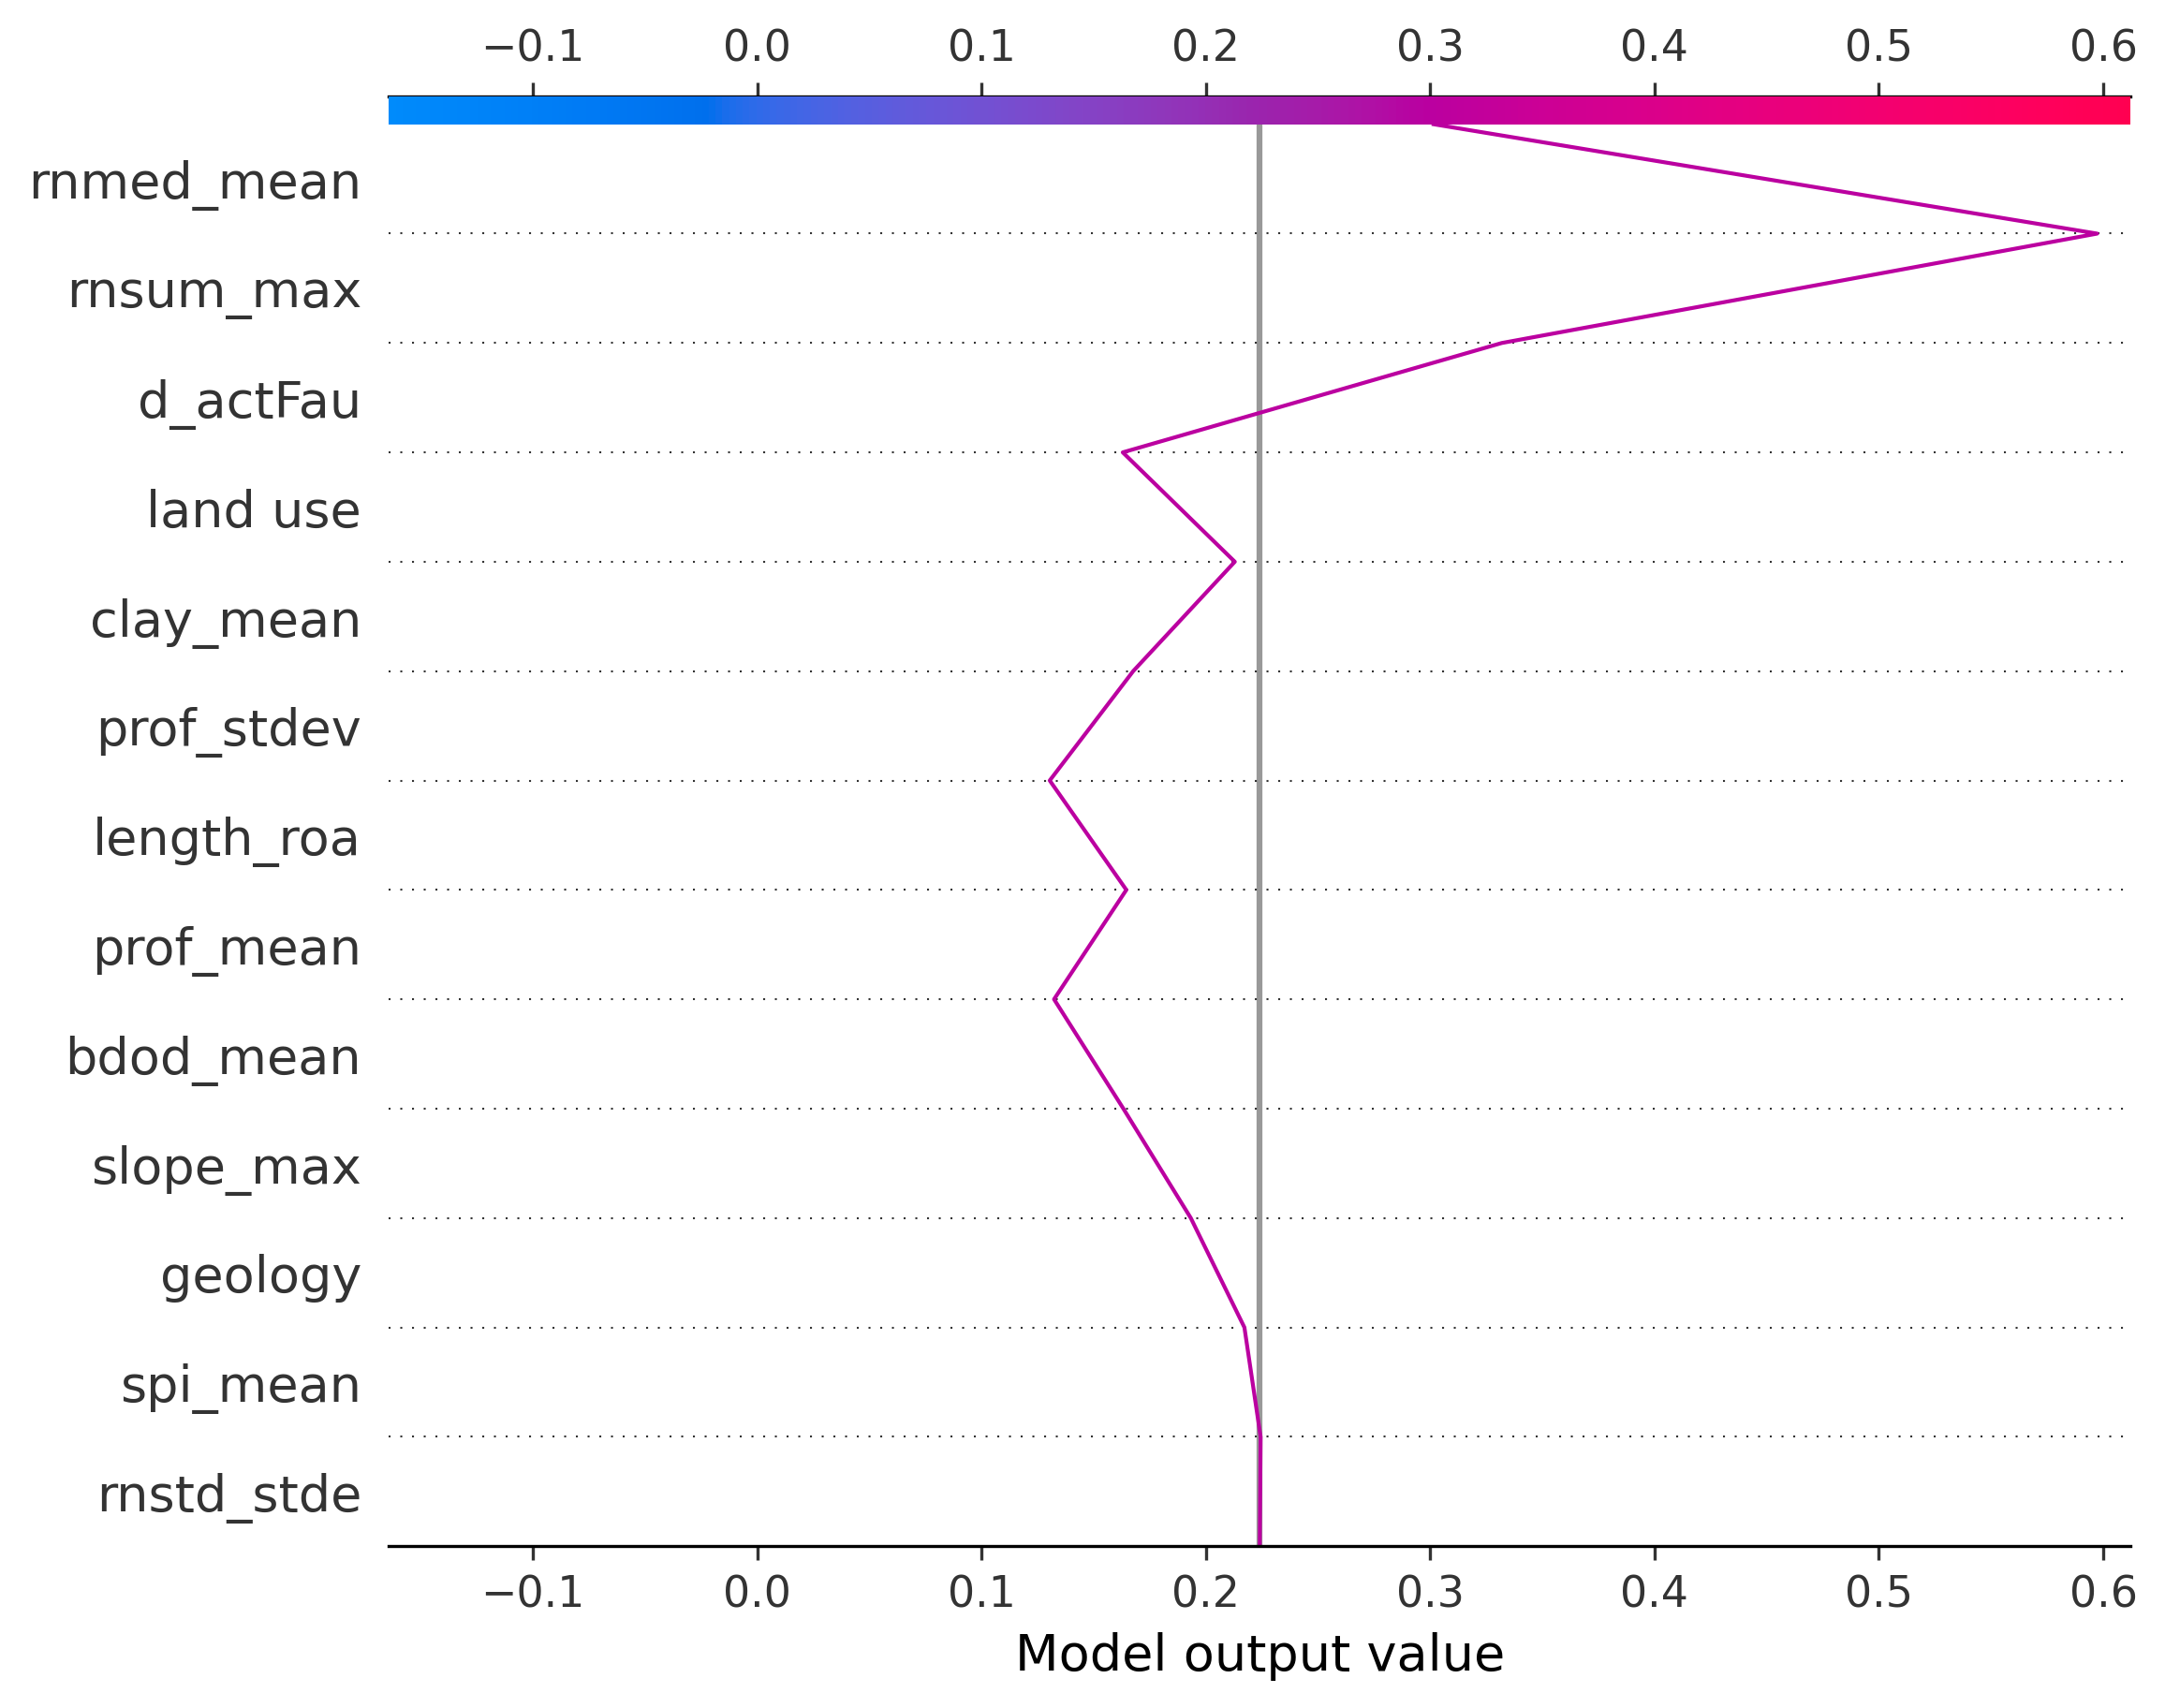 −0.1 0.0 0.1 0.2 0.3 0.4 0.5 0.6
rnmed_mean
rnsum_max
d_actFau
land use
clay_mean
prof_stdev
length_roa
prof_mean
bdod_mean
slope_max
geology
spi_mean
rnstd_stde
−0.1 0.0 0.1 0.2 0.3 0.4 0.5 0.6
Model output value